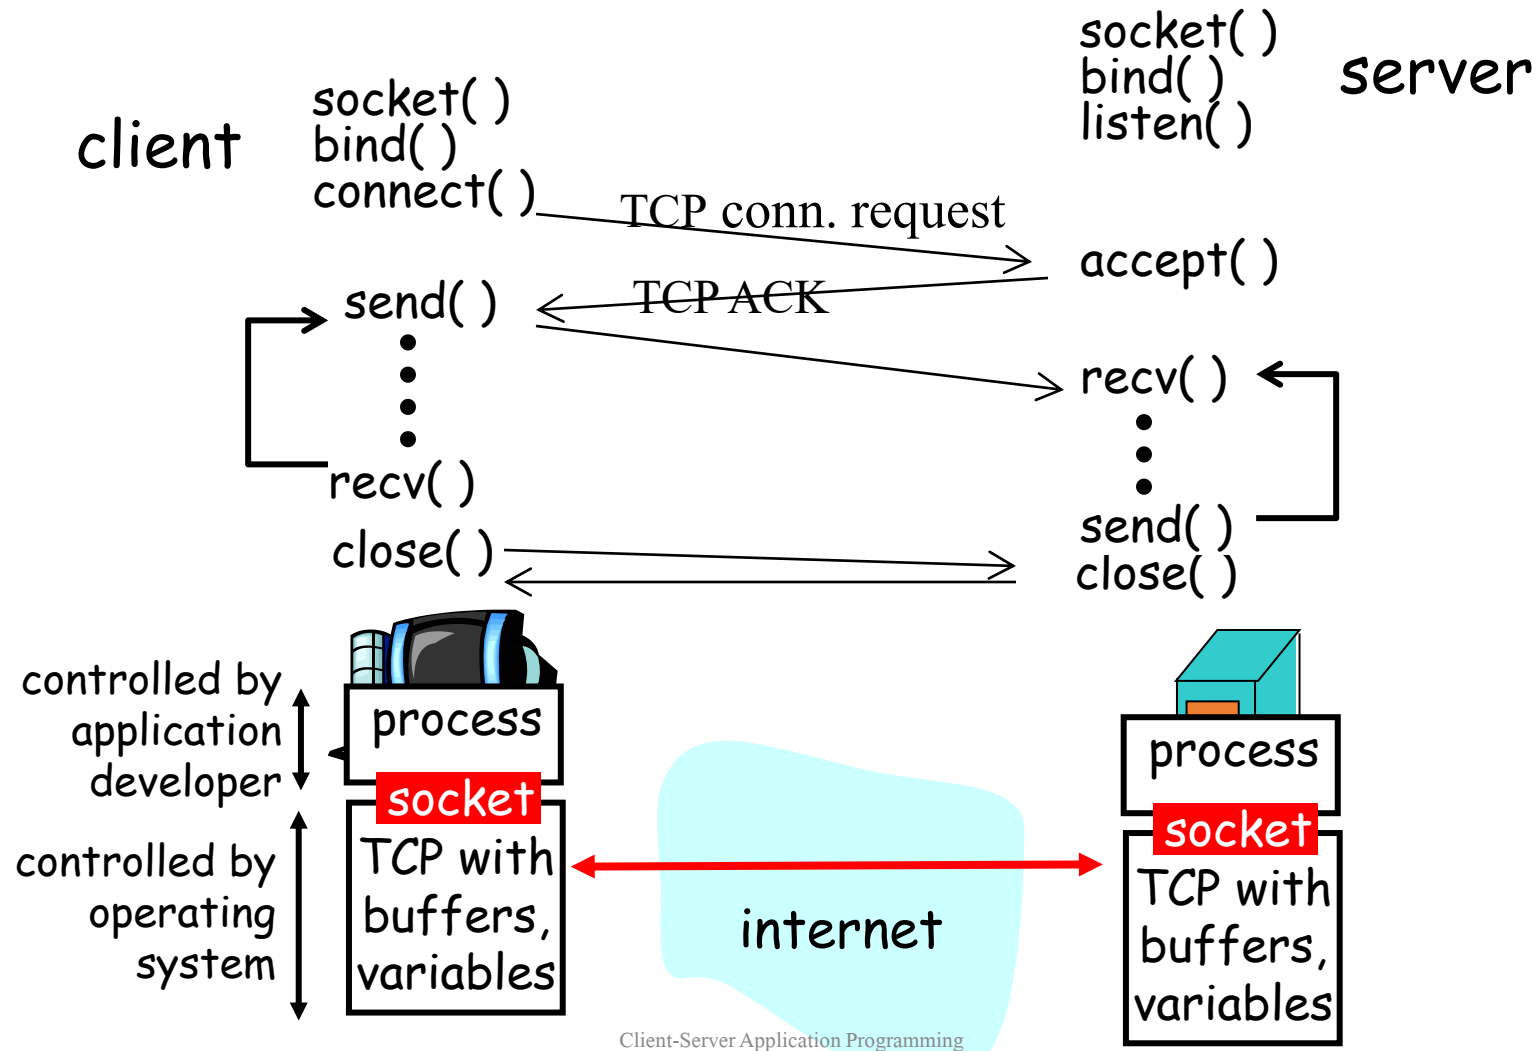 socket( )
bind( )
listen( )
server
client
socket( )
bind( )
connect( )
TCP conn. request
accept( )
send( )
TCP ACK
recv( )
recv( )
send( )
close( )
close( )
controlled by
application
developer
process
socket
controlled by
operating
system
TCP with
buffers,
variables
internet
process
socket
TCP with
buffers,
variables
Client-Server Application Programming